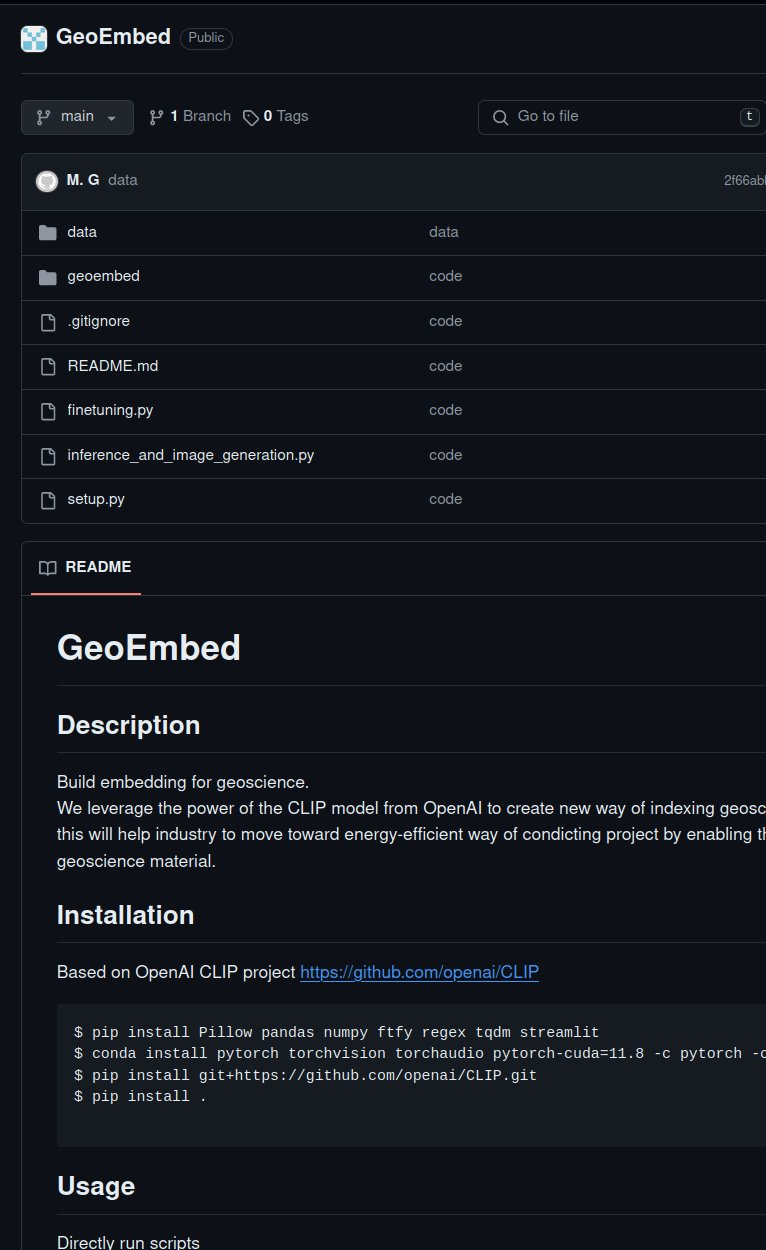 GeoEmbed Public
main 1 Branch 0 Tags Go to file t
M. G data 2f66ab
data data
geoembed code
.gitignore code
README.md code
finetuning.py code
inference_and_image_generation.py code
setup.py code
README
GeoEmbed
Description
Build embedding for geoscience.
We leverage the power of the CLIP model from OpenAI to create new way of indexing geosc
this will help industry to move toward energy-efficient way of condicting project by enabling th
geoscience material.
Installation
Based on OpenAI CLIP project https://github.com/openai/CLIP
$ pip install Pillow pandas numpy ftfy regex tqdm streamlit
$ conda install pytorch torchvision torchaudio pytorch-cuda=11.8 -c pytorch -c
$ pip install git+https://github.com/openai/CLIP.git
$ pip install .
Usage
Directly run scripts